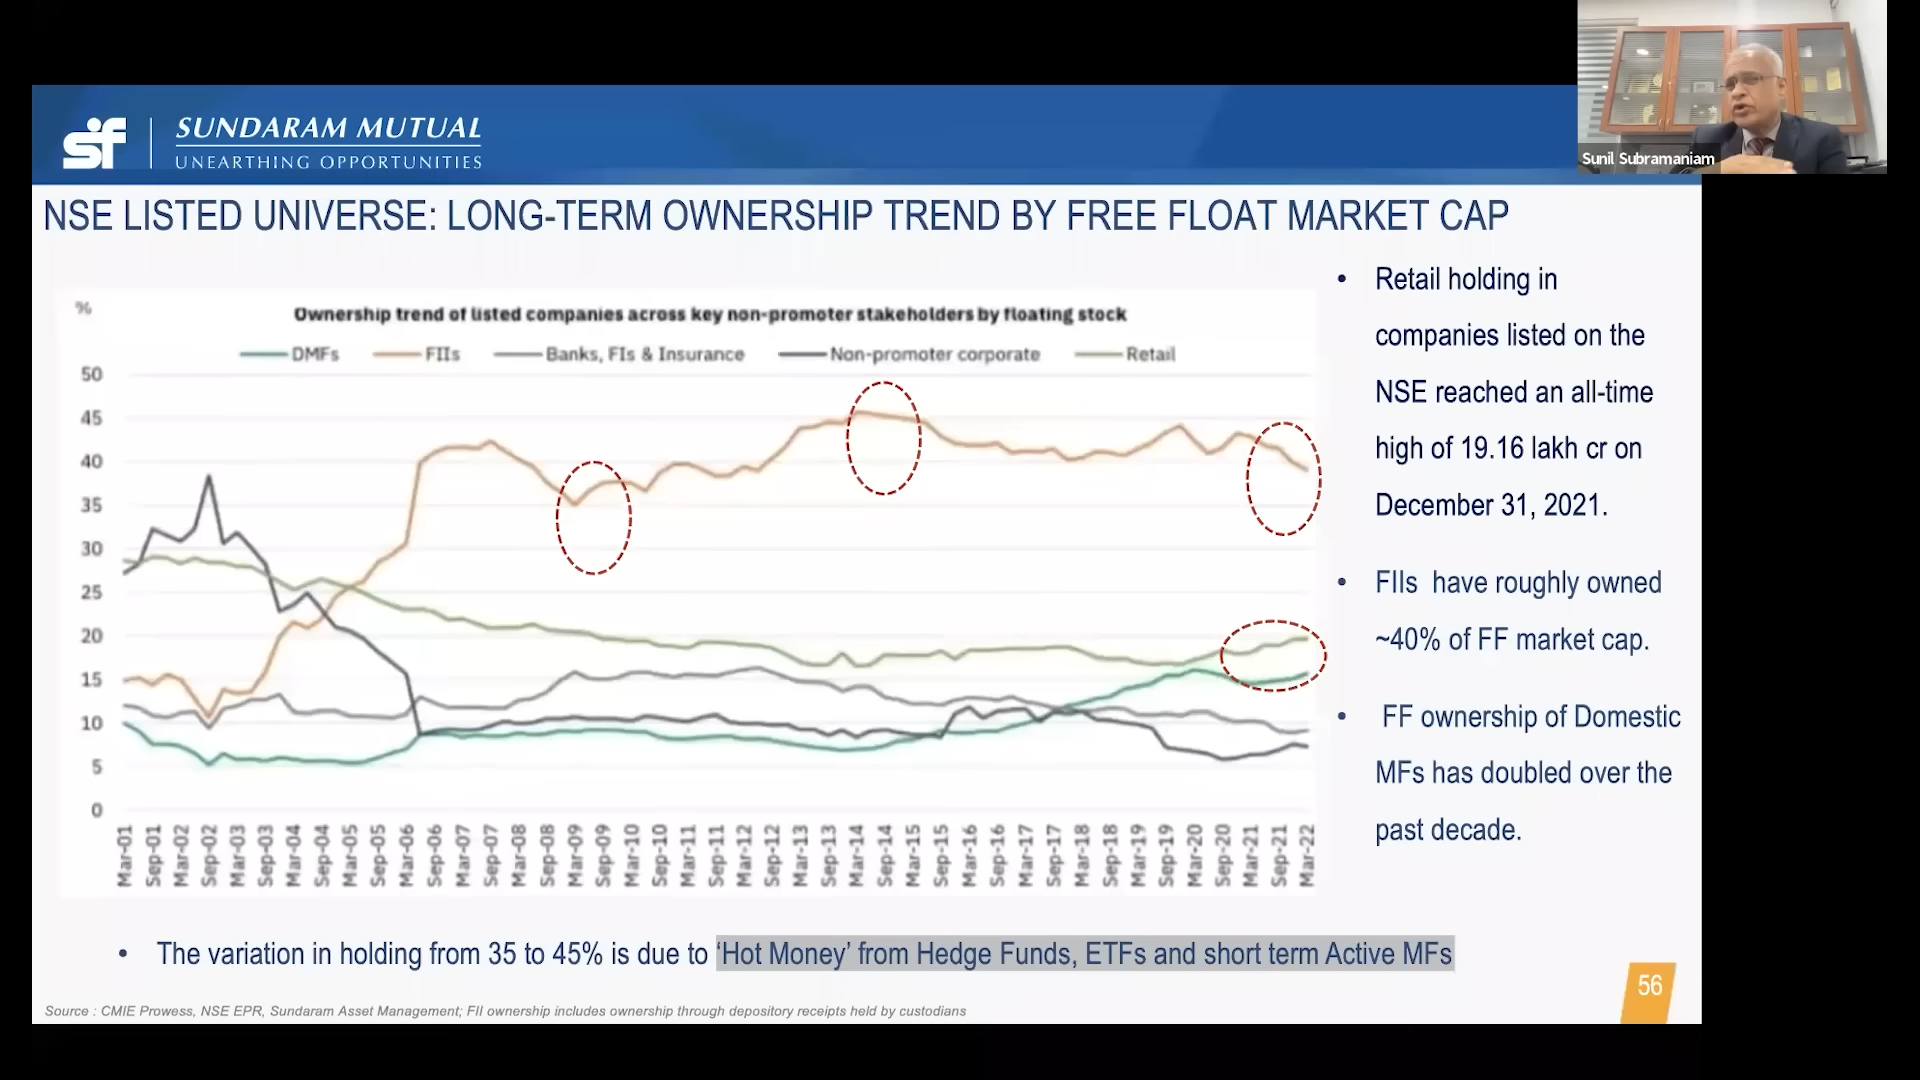 Sunil Subramaniam
sf
SUNDARAM MUTUAL
UNEARTHING OPPORTUNITIES
NSE LISTED UNIVERSE: LONG-TERM OWNERSHIP TREND BY FREE FLOAT MARKET CAP
%
Ownership trend of listed companies across key non-promoter stakeholders by floating stock
DMFs FIIs Banks, FIs & Insurance Non-promoter corporate Retail
50
45
40
35
30
25
20
15
10
5
0
Mar-01 Sep-01 Mar-02 Sep-02 Mar-03 Sep-03 Mar-04 Sep-04 Mar-05 Sep-05 Mar-06 Sep-06 Mar-07 Sep-07 Mar-08 Sep-08 Mar-09 Sep-09 Mar-10 Sep-10 Mar-11 Sep-11 Mar-12 Sep-12 Mar-13 Sep-13 Mar-14 Sep-14 Mar-15 Sep-15 Mar-16 Sep-16 Mar-17 Sep-17 Mar-18 Sep-18 Mar-19 Sep-19 Mar-20 Sep-20 Mar-21 Sep-21 Mar-22
• Retail holding in
companies listed on the
NSE reached an all-time
high of 19.16 lakh cr on
December 31, 2021.
• FIIs have roughly owned
~40% of FF market cap.
• FF ownership of Domestic
MFs has doubled over the
past decade.
• The variation in holding from 35 to 45% is due to ‘Hot Money’ from Hedge Funds, ETFs and short term Active MFs
56
Source : CMIE Prowess, NSE EPR, Sundaram Asset Management; FII ownership includes ownership through depository receipts held by custodians